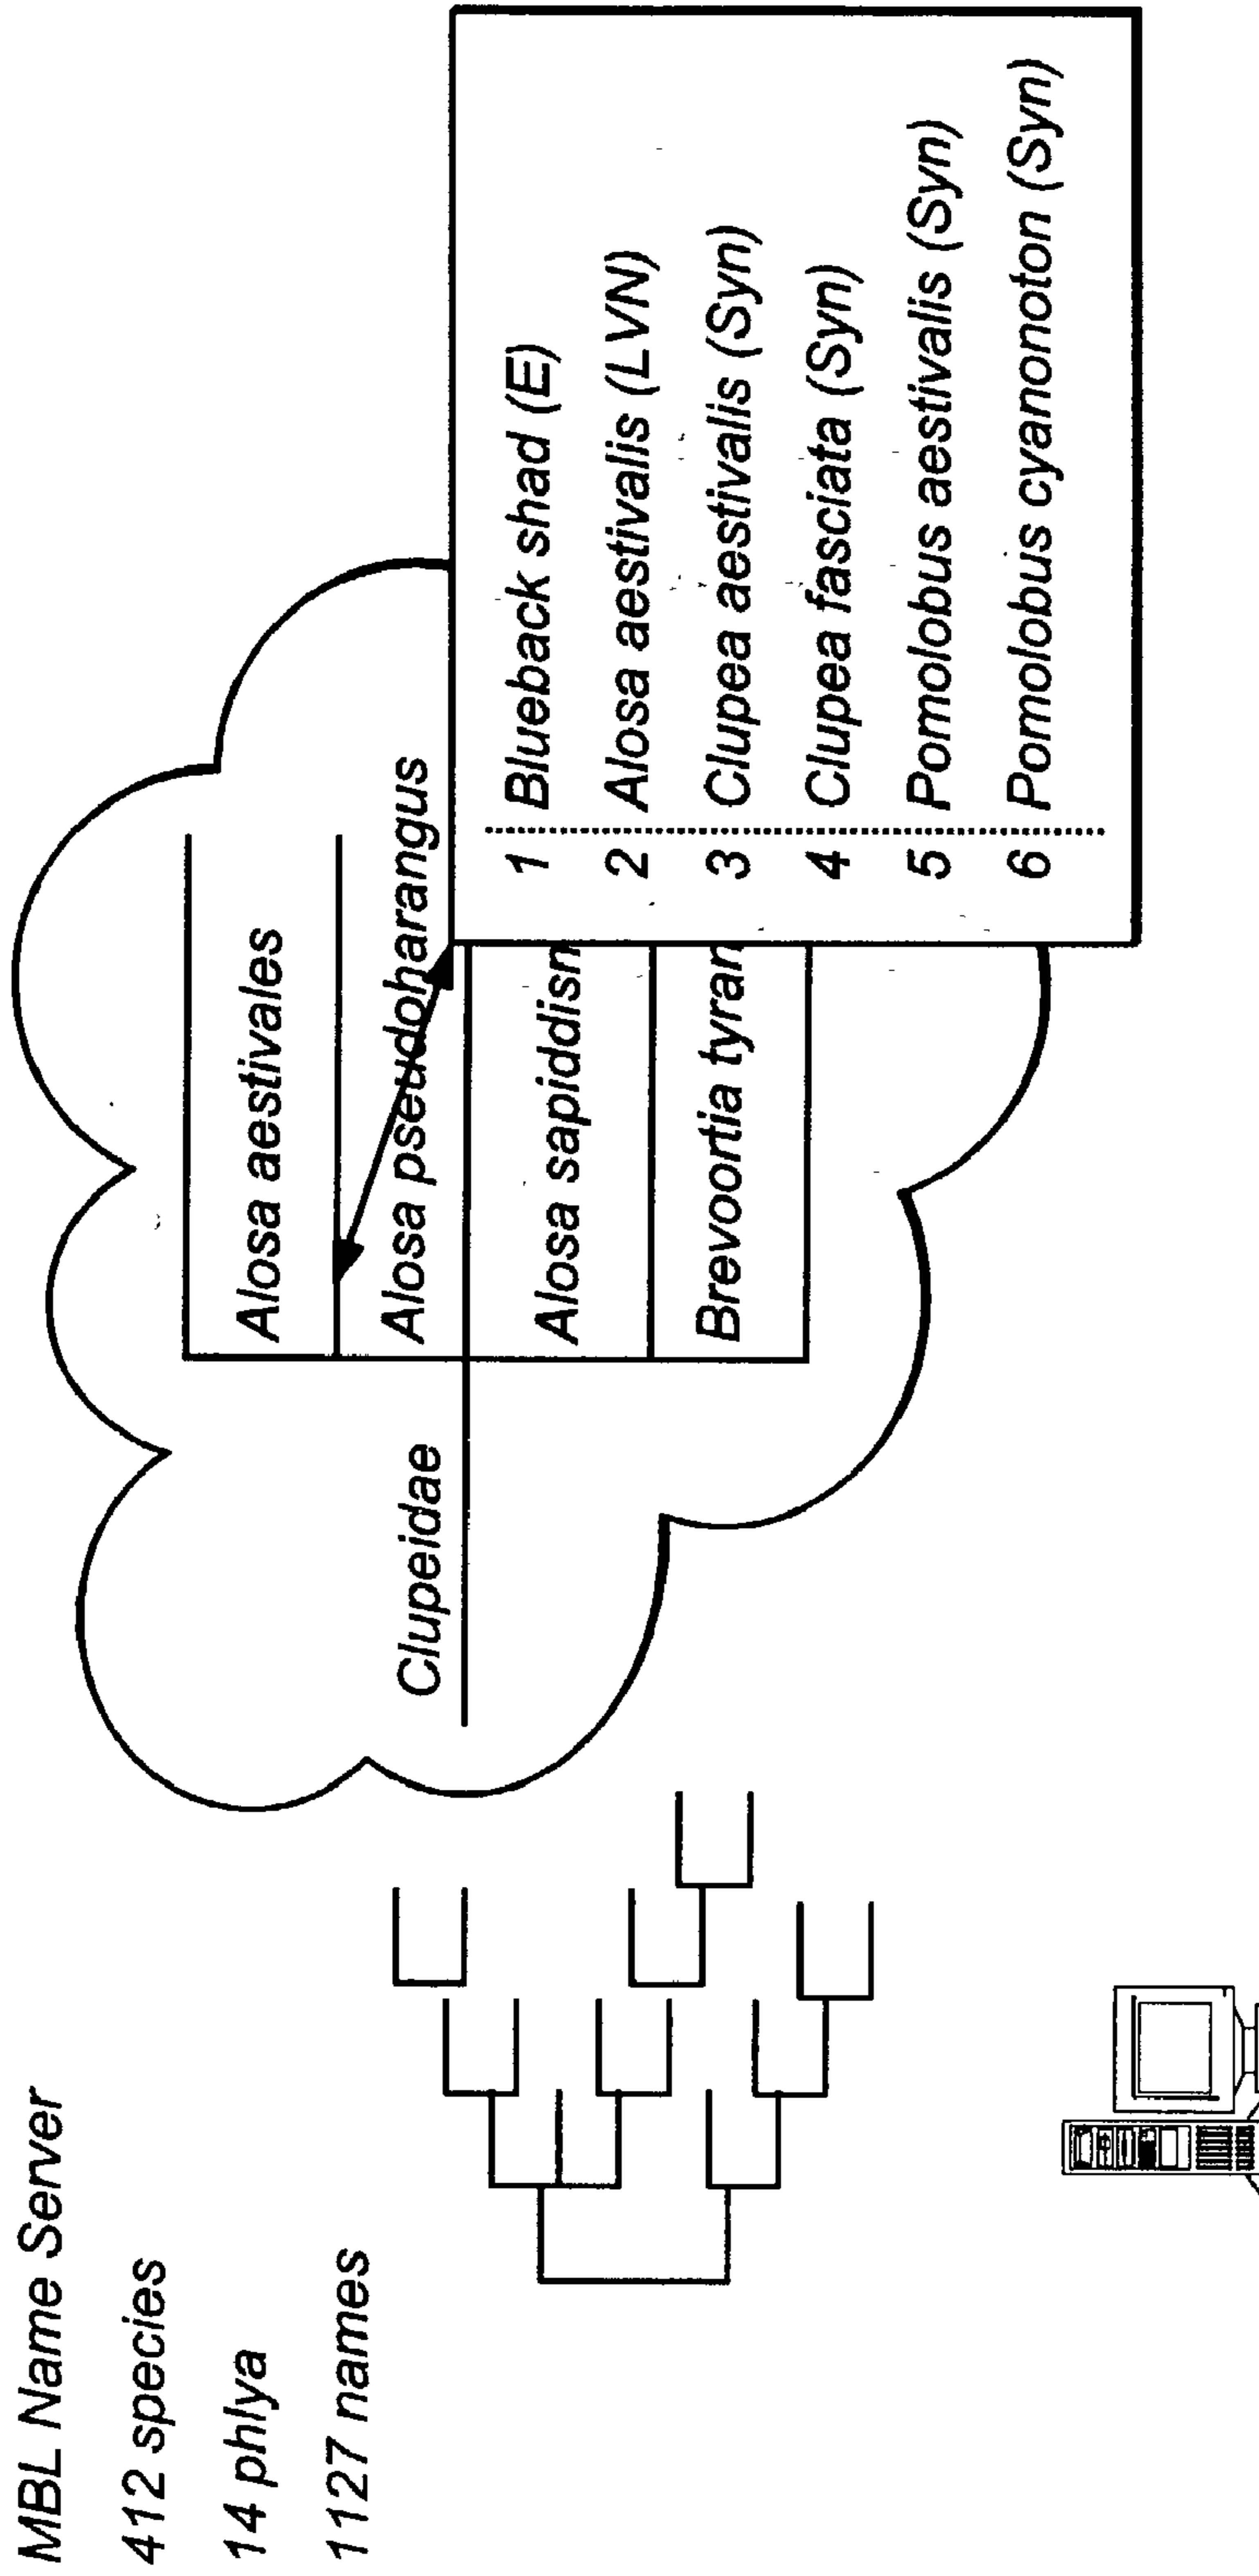 MBL Name Server
412 species
14 phlya
1127 names
Clupeidae
Alosa aestivales
Alosa pseudoharangus
Alosa sapiddisn
Brevoortia tyran
1 Blueback shad (E)
2 Alosa aestivalis (LVN)
3 Clupea aestivalis (Syn)
4 Clupea fasciata (Syn)
5 Pomolobus aestivalis (Syn)
6 Pomolobus cyanonoton (Syn)